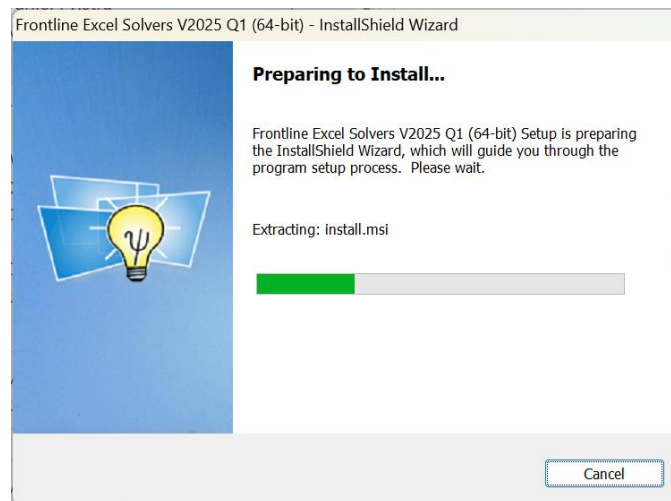 Frontline Excel Solvers V2025 Q1 (64-bit) - InstallShield Wizard
Preparing to Install...
Frontline Excel Solvers V2025 Q1 (64-bit) Setup is preparing
the InstallShield Wizard, which will guide you through the
program setup process.  Please wait.
Extracting: install.msi
ψ
Cancel